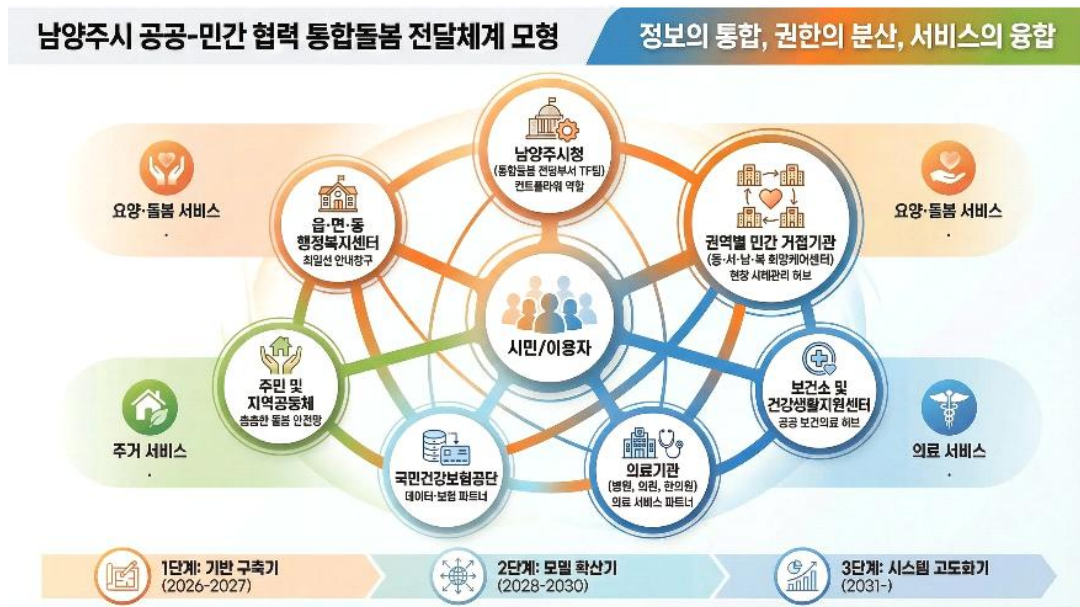 남양주시 공공-민간 협력 통합돌봄 전달체계 모형
정보의 통합, 권한의 분산, 서비스의 융합
남양주시청
(통합돌봄 전덩부서 TF팀)
컨트플라워 역할
읍·면·동
행정복지센터
최일선 안내창구
권역별 민간 거접기관
(동·서·남·북 회망케어센터)
현창 시례관리 허브
요양·돌봄 서비스
요양·돌봄 서비스
시민/이용자
주민 및
지역공동체
촘촘한 돌봄 안전망
보건소 및
건강생활지원센터
공공 보건의료 허브
국민건강보험공단
데이터·보험 파트너
의료기관
(병원, 의원, 한의원)
의료 서비스 파트너
주거 서비스
의료 서비스
1단계: 기반 구축기
(2026-2027)
2단계: 모델 확산기
(2028-2030)
3단계: 시스템 고도화기
(2031-)